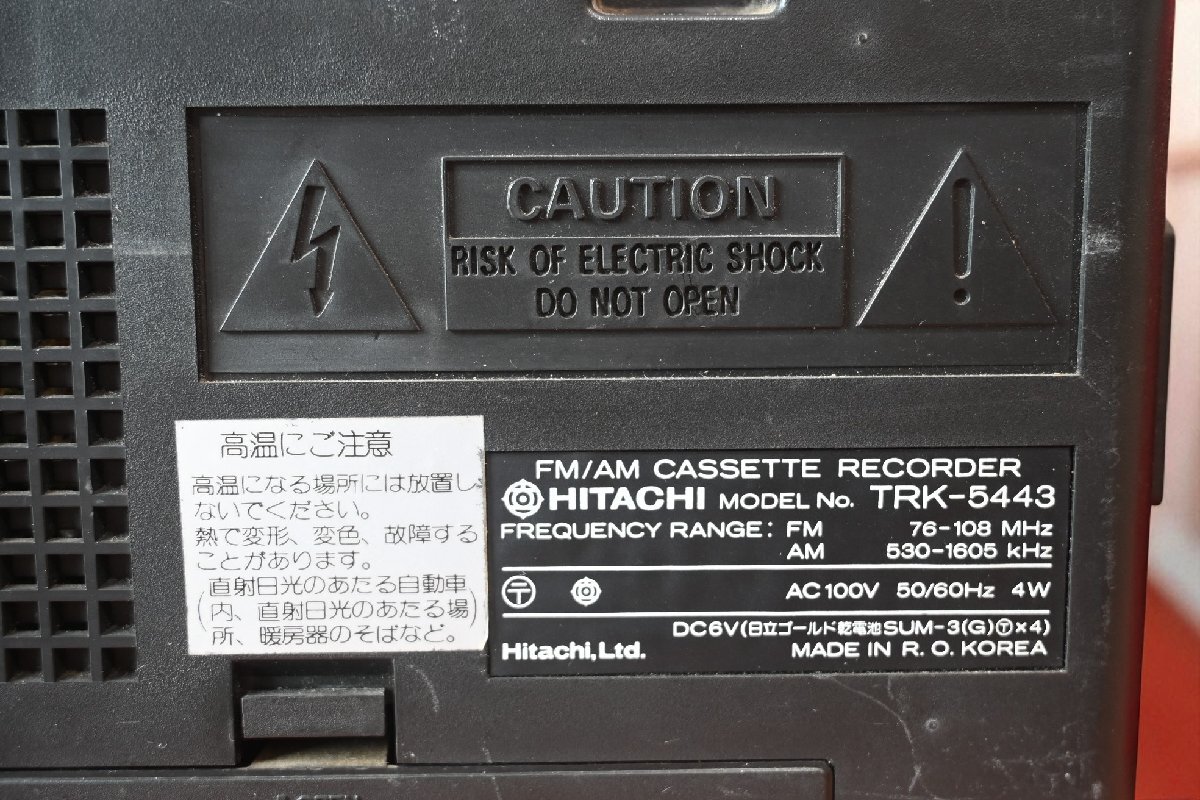 CAUTION
RISK OF ELECTRIC SHOCK
DO NOT OPEN
高温にご注意
高温になる場所には放置し
ないでください。
熱で変形、変色、故障する
ことがあります。
(直射日光のあたる自動車
内、直射日光のあたる場
所、暖房器のそばなど。)
FM/AM CASSETTE RECORDER
HITACHI MODEL No. TRK-5443
FREQUENCY RANGE: FM 76-108 MHz
AM 530-1605 kHz
〒 AC100V 50/60Hz 4W
DC6V(日立ゴールド乾電池SUM-3(G)〶×4)
Hitachi, Ltd. MADE IN R. O. KOREA